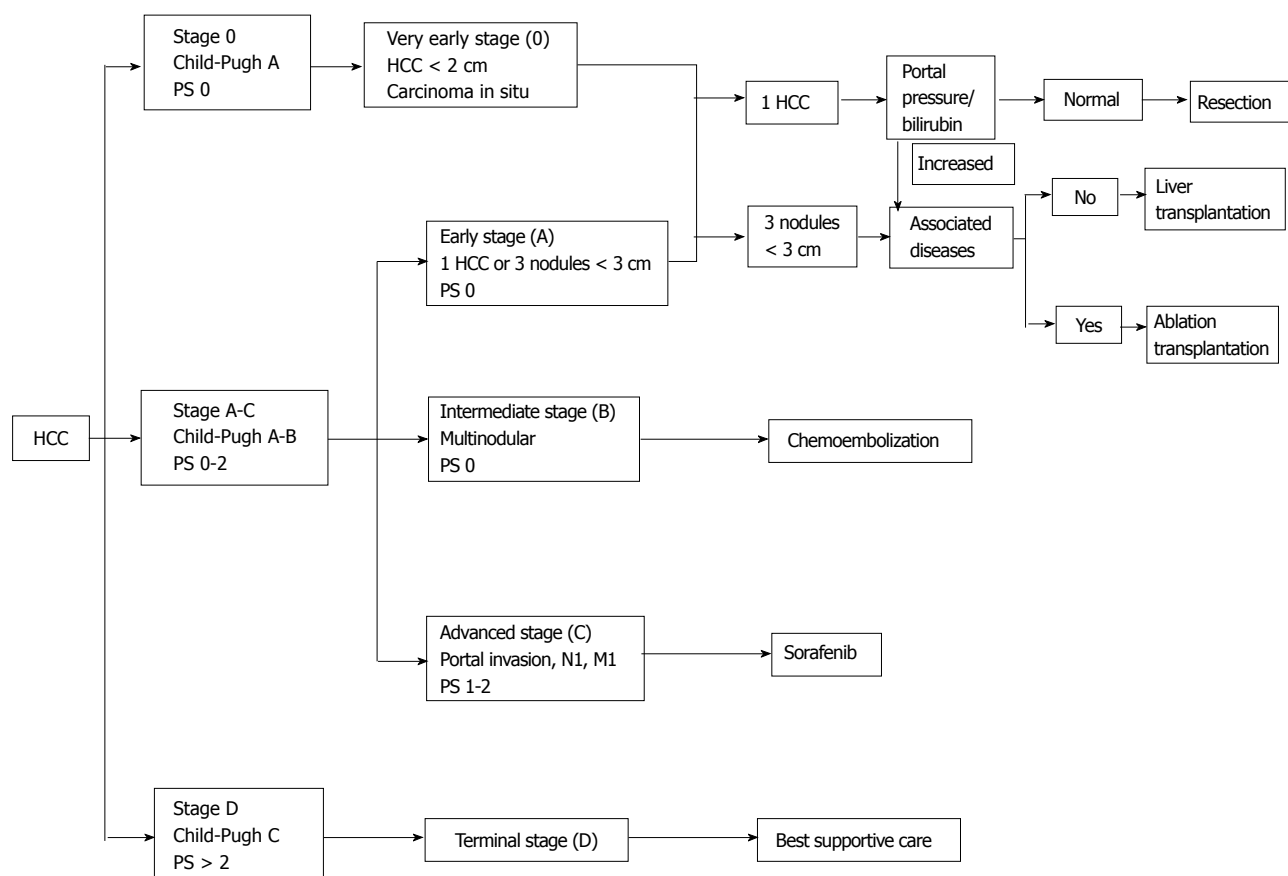 Stage 0
Child-Pugh A
PS 0
Very early stage (0)
HCC < 2 cm
Carcinoma in situ
1 HCC
Portal
pressure/
bilirubin
Normal
Resection
Increased
3 nodules
< 3 cm
Associated
diseases
No
Liver
transplantation
Yes
Ablation
transplantation
Early stage (A)
1 HCC or 3 nodules < 3 cm
PS 0
HCC
Stage A-C
Child-Pugh A-B
PS 0-2
Intermediate stage (B)
Multinodular
PS 0
Chemoembolization
Advanced stage (C)
Portal invasion, N1, M1
PS 1-2
Sorafenib
Stage D
Child-Pugh C
PS > 2
Terminal stage (D)
Best supportive care